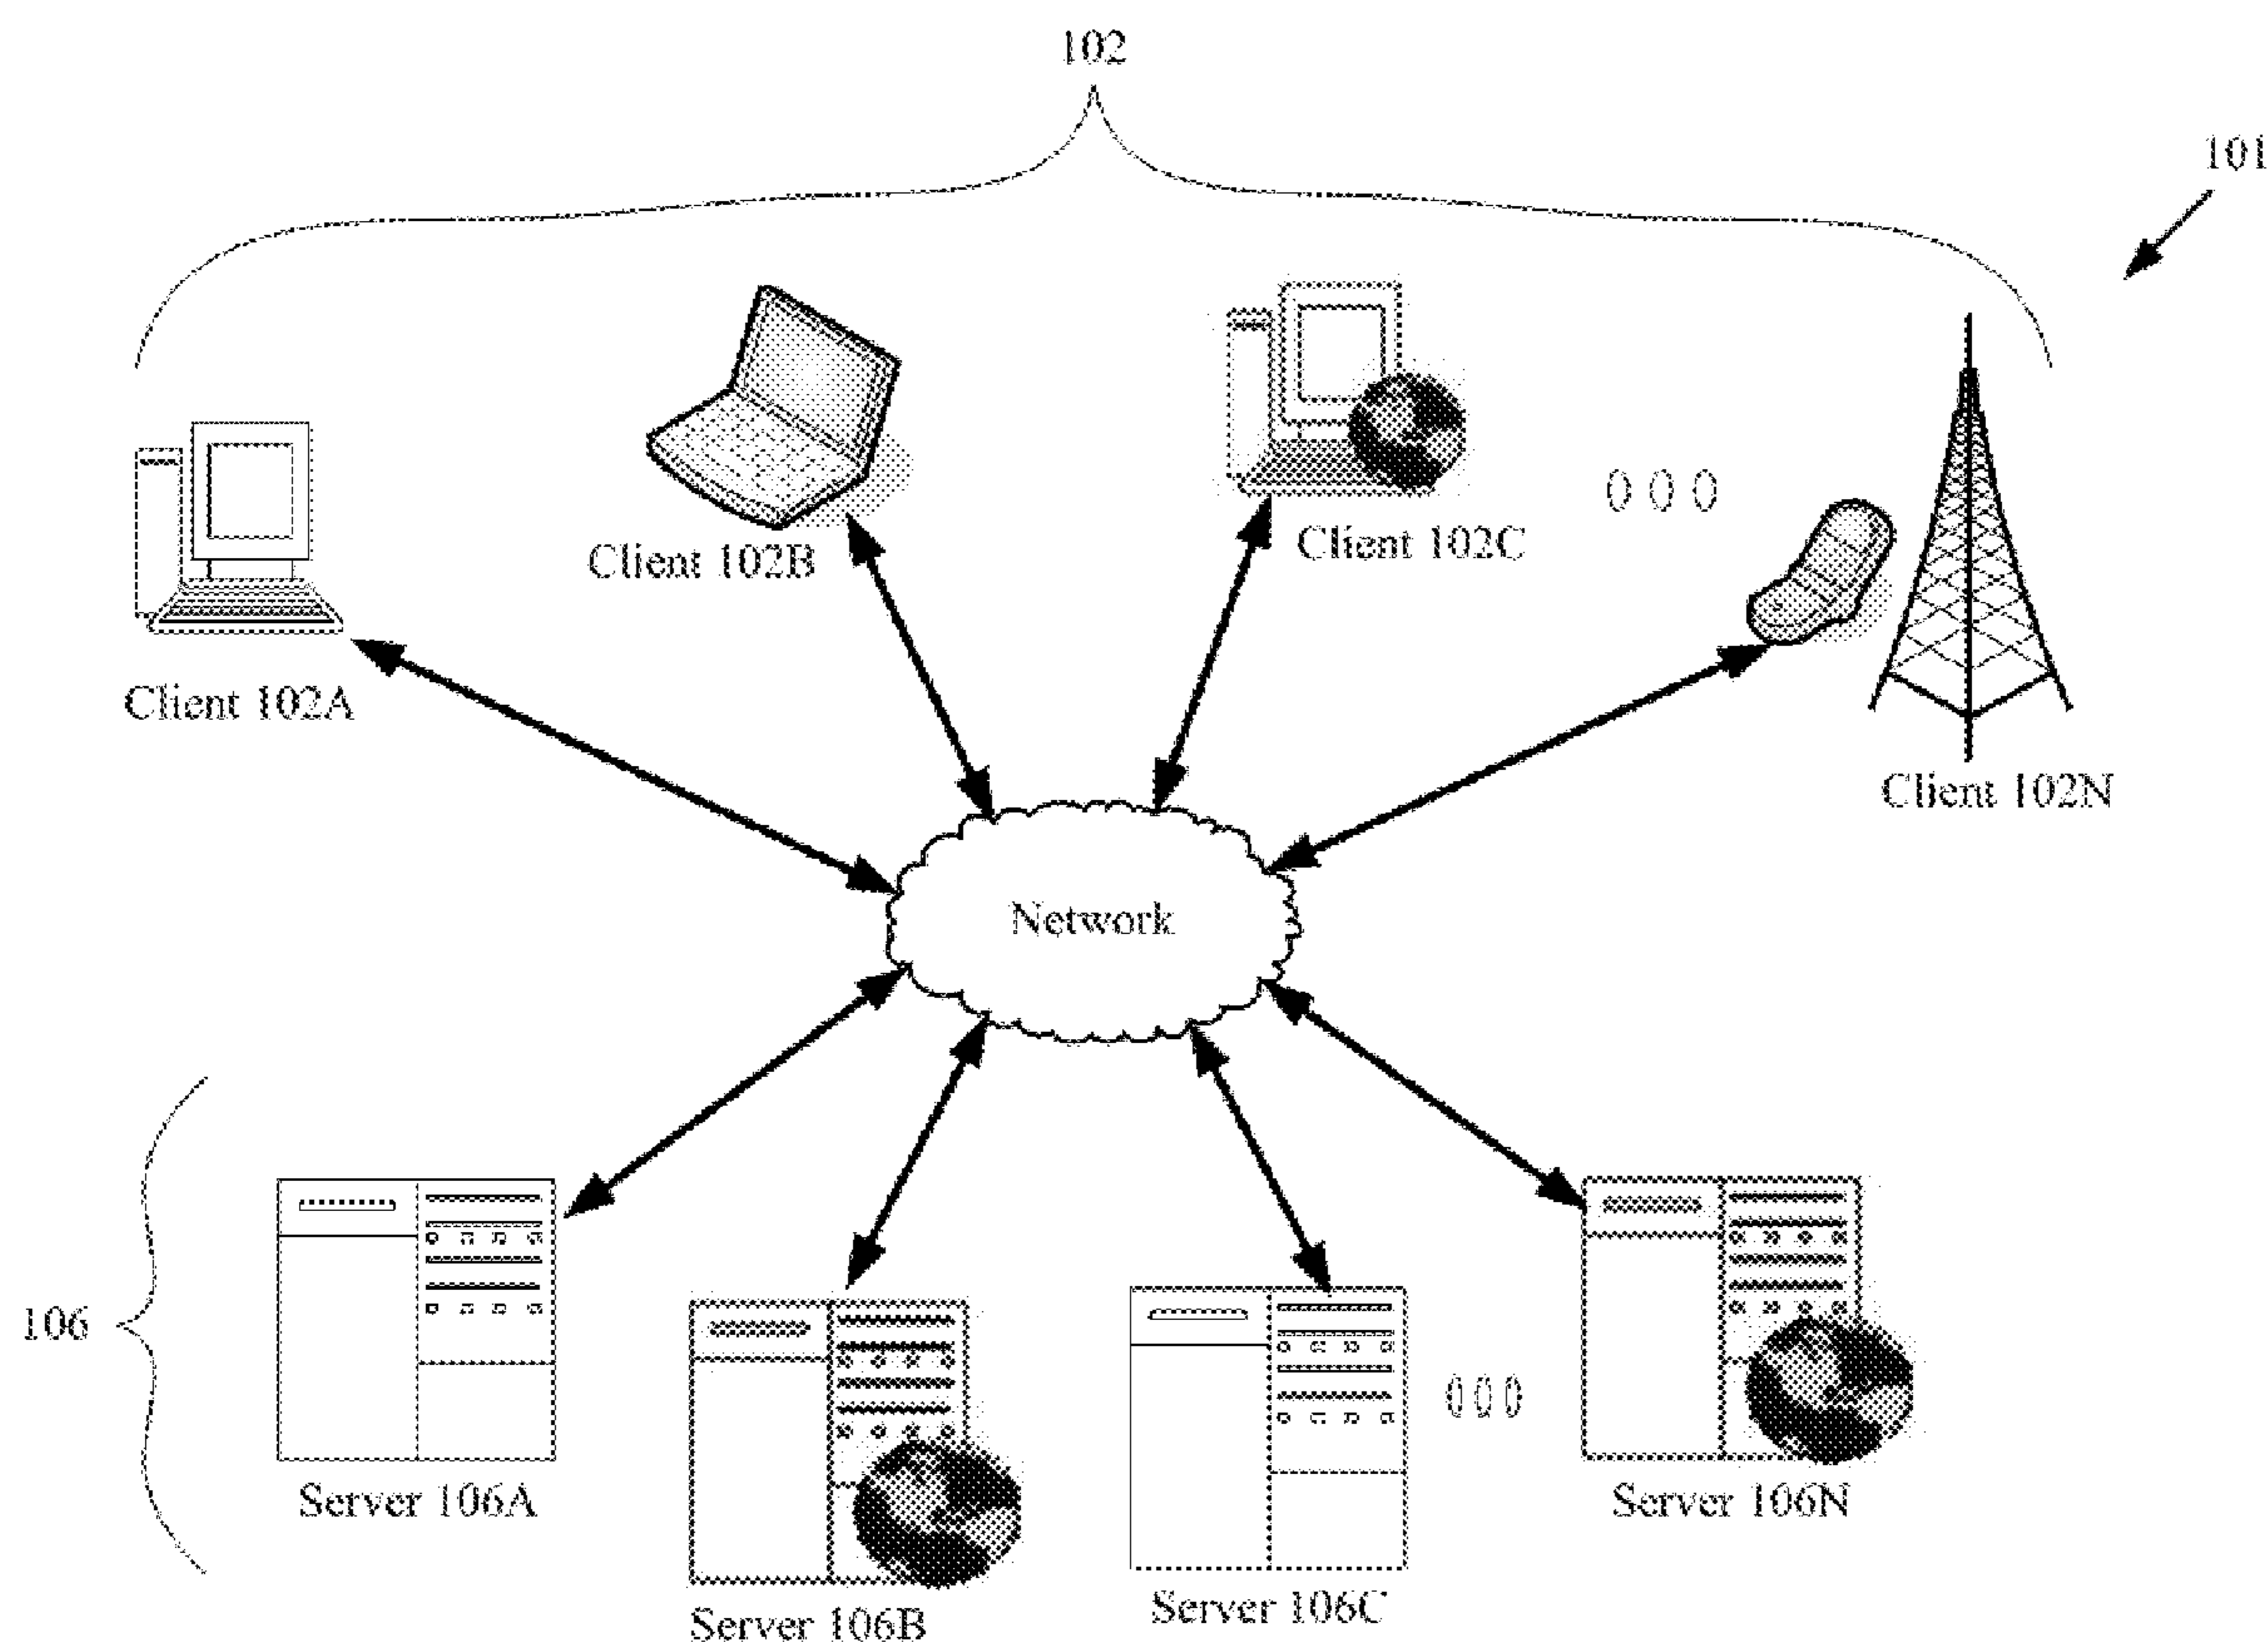 102
101
Client 102A
Client 102B
Client 102C
0 0 0
Client 102N
Network
106
Server 106A
Server 106B
Server 106C
0 0 0
Server 106N